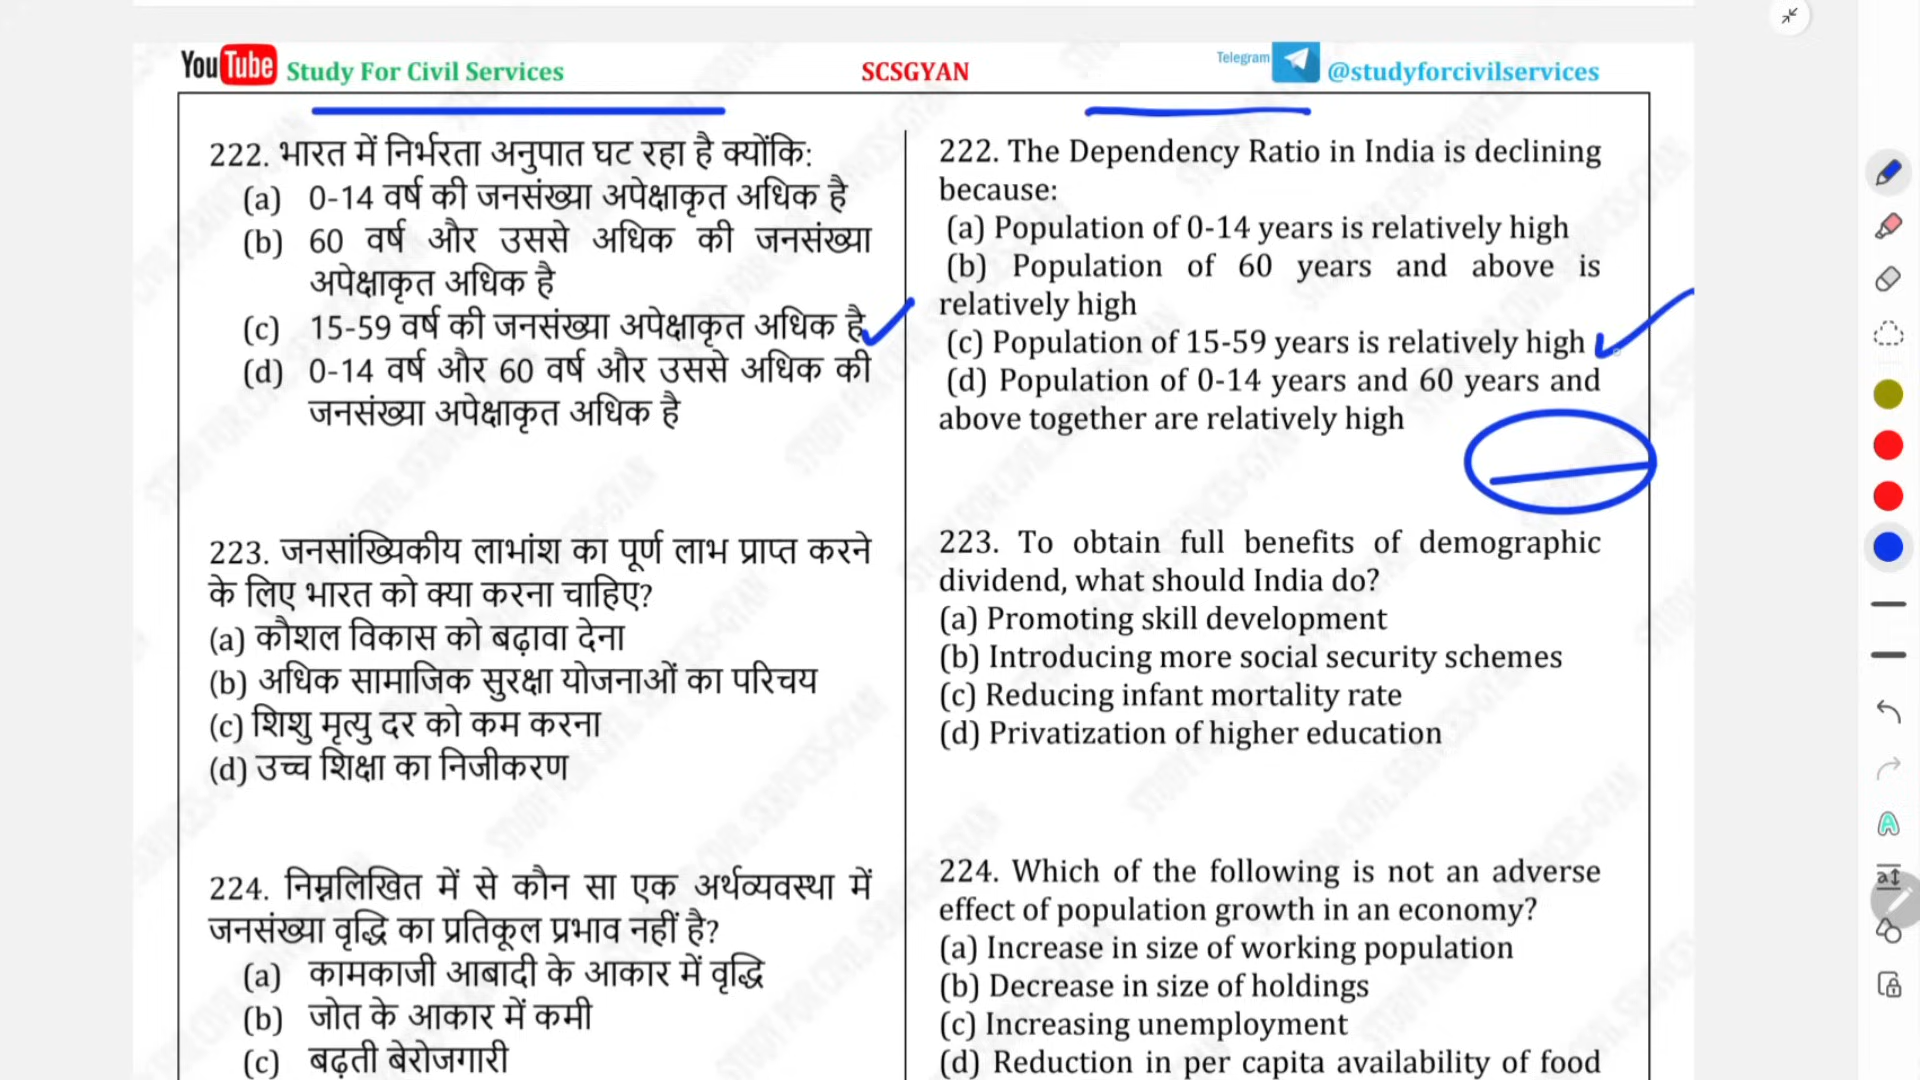 YouTube Study For Civil Services
SCSGYAN
Telegram @studyforcivilservices
222. भारत में निर्भरता अनुपात घट रहा है क्योंकि:
(a) 0-14 वर्ष की जनसंख्या अपेक्षाकृत अधिक है
(b) 60 वर्ष और उससे अधिक की जनसंख्या
अपेक्षाकृत अधिक है
(c) 15-59 वर्ष की जनसंख्या अपेक्षाकृत अधिक है
(d) 0-14 वर्ष और 60 वर्ष और उससे अधिक की
जनसंख्या अपेक्षाकृत अधिक है
223. जनसांख्यिकीय लाभांश का पूर्ण लाभ प्राप्त करने
के लिए भारत को क्या करना चाहिए?
(a) कौशल विकास को बढ़ावा देना
(b) अधिक सामाजिक सुरक्षा योजनाओं का परिचय
(c) शिशु मृत्यु दर को कम करना
(d) उच्च शिक्षा का निजीकरण
224. निम्नलिखित में से कौन सा एक अर्थव्यवस्था में
जनसंख्या वृद्धि का प्रतिकूल प्रभाव नहीं है?
(a) कामकाजी आबादी के आकार में वृद्धि
(b) जोत के आकार में कमी
(c) बढ़ती बेरोजगारी
222. The Dependency Ratio in India is declining
because:
(a) Population of 0-14 years is relatively high
(b) Population of 60 years and above is
relatively high
(c) Population of 15-59 years is relatively high
(d) Population of 0-14 years and 60 years and
above together are relatively high
223. To obtain full benefits of demographic
dividend, what should India do?
(a) Promoting skill development
(b) Introducing more social security schemes
(c) Reducing infant mortality rate
(d) Privatization of higher education
224. Which of the following is not an adverse
effect of population growth in an economy?
(a) Increase in size of working population
(b) Decrease in size of holdings
(c) Increasing unemployment
(d) Reduction in per capita availability of food